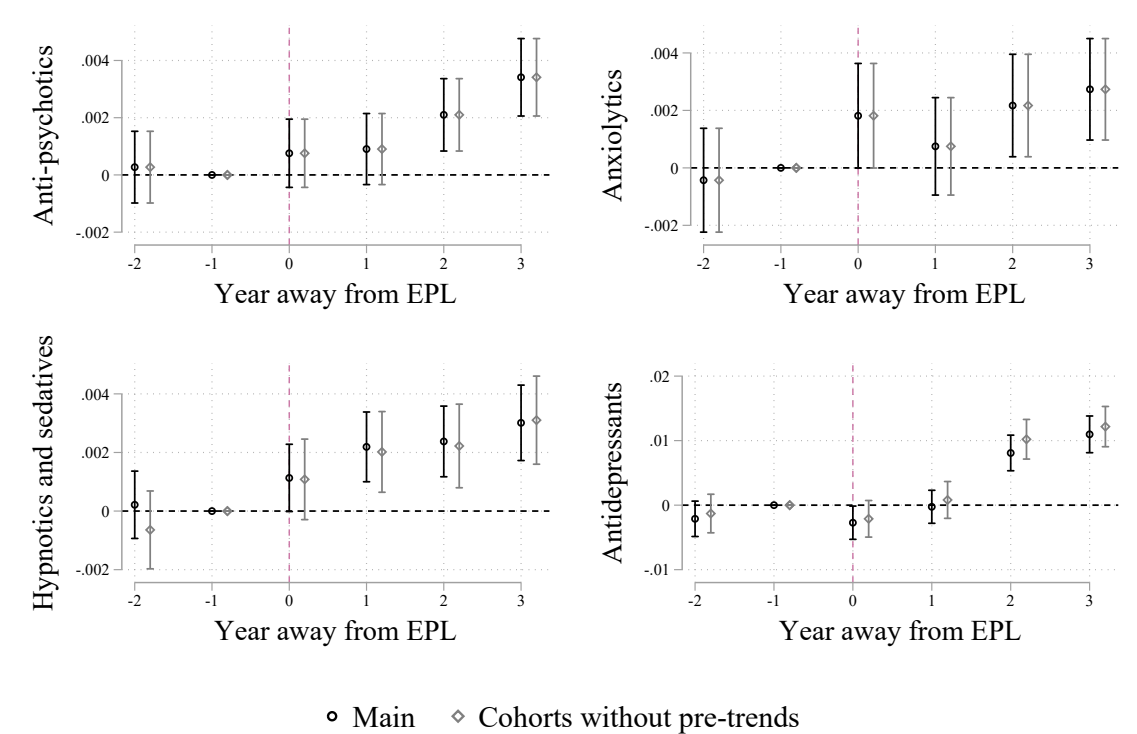 Anti-psychotics
.004
.002
0
-.002
-2 -1 0 1 2 3
Year away from EPL
Anxiolytics
.004
.002
0
-.002
-2 -1 0 1 2 3
Year away from EPL
Hypnotics and sedatives
.004
.002
0
-.002
-2 -1 0 1 2 3
Year away from EPL
Antidepressants
.02
.01
0
-.01
-2 -1 0 1 2 3
Year away from EPL
Main Cohorts without pre-trends